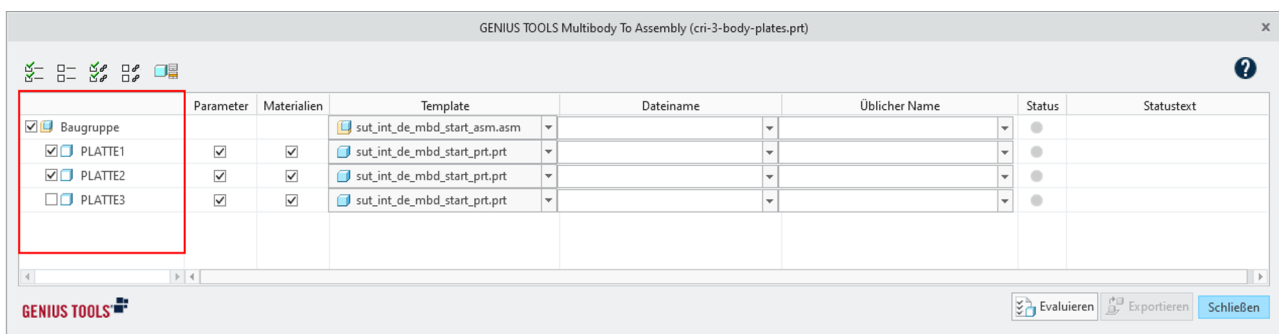 GENIUS TOOLS Multibody To Assembly (cri-3-body-plates.prt)
Parameter Materialien Template Dateiname Üblicher Name Status Statustext
Baugruppe sut_int_de_mbd_start_asm.asm
PLATTE1 sut_int_de_mbd_start_prt.prt
PLATTE2 sut_int_de_mbd_start_prt.prt
PLATTE3 sut_int_de_mbd_start_prt.prt
GENIUS TOOLS Evaluieren Exportieren Schließen